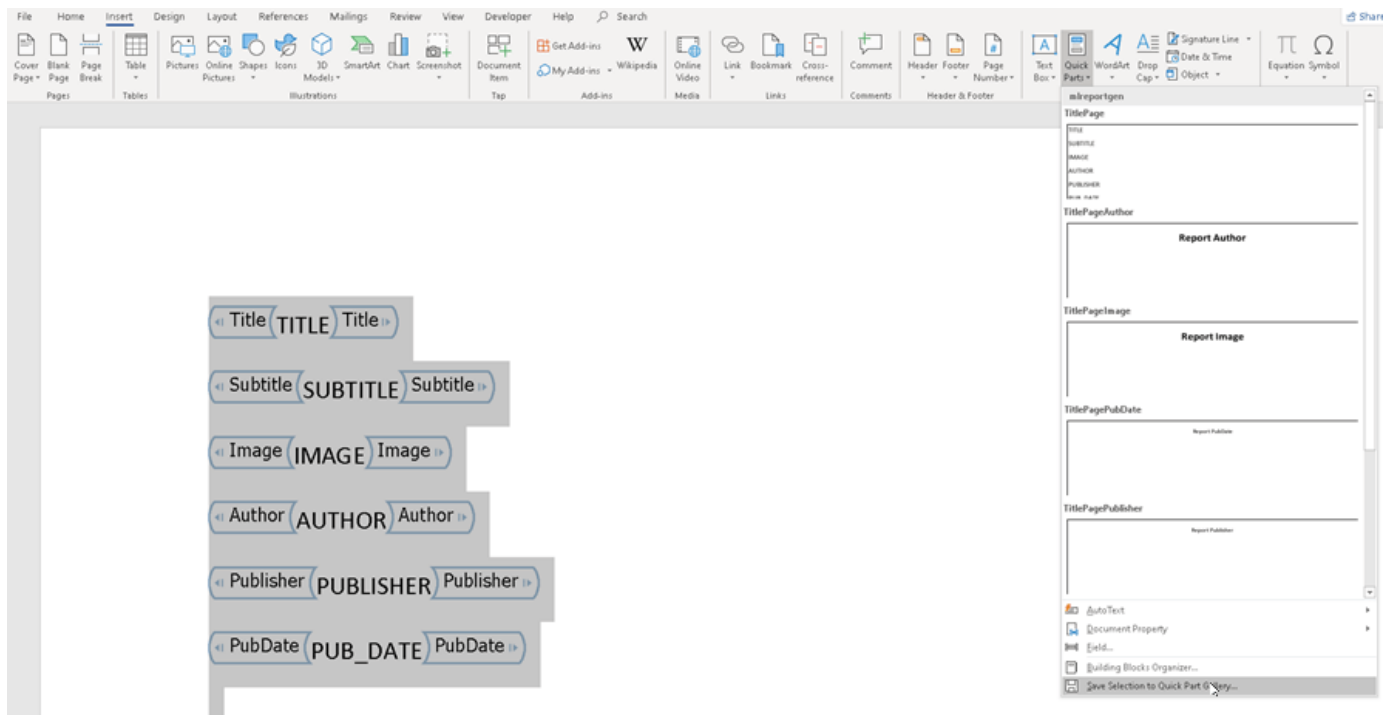 File Home Insert Design Layout References Mailings Review View Developer Help Search Share
Cover Page Blank Page Page Break Table Pictures Online Pictures Shapes Icons 3D Models SmartArt Chart Screenshot Document Item Get Add-ins My Add-ins Wikipedia Online Video Link Bookmark Cross-reference Comment Header Footer Page Number Text Box Quick Parts WordArt Drop Cap Signature Line Date & Time Object Equation Symbol
Pages Tables Illustrations Tap Add-ins Media Links Comments Header & Footer
mlreportgen
TitlePage
TITLE
SUBTITLE
IMAGE
AUTHOR
PUBLISHER
PUB_DATE
TitlePageAuthor
Report Author
TitlePageImage
Report Image
TitlePagePubDate
Report PubDate
TitlePagePublisher
Report Publisher
AutoText
Document Property
Field...
Building Blocks Organizer...
Save Selection to Quick Part Gallery...
Title TITLE Title
Subtitle SUBTITLE Subtitle
Image IMAGE Image
Author AUTHOR Author
Publisher PUBLISHER Publisher
PubDate PUB_DATE PubDate